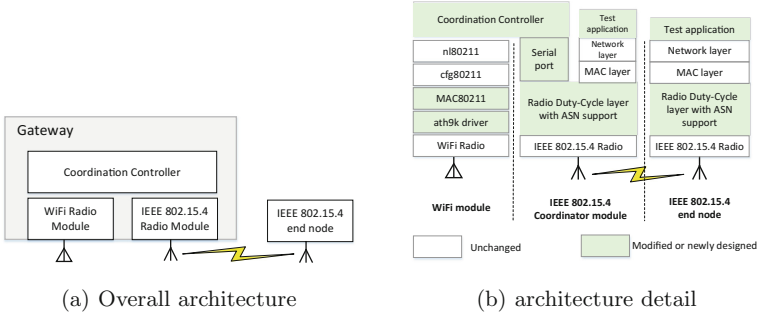 Gateway
Coordination Controller
WiFi Radio
Module
IEEE 802.15.4
Radio Module
IEEE 802.15.4
end node
(a) Overall architecture
Coordination Controller
nl80211
cfg80211
MAC80211
ath9k driver
WiFi Radio
WiFi module
Serial
port
Test
application
Network
layer
MAC layer
Radio Duty-Cycle layer
with ASN support
IEEE 802.15.4 Radio
IEEE 802.15.4
Coordinator module
Test application
Network layer
MAC layer
Radio Duty-Cycle
layer with ASN
support
IEEE 802.15.4 Radio
IEEE 802.15.4
end node
Unchanged
Modified or newly designed
(b) architecture detail